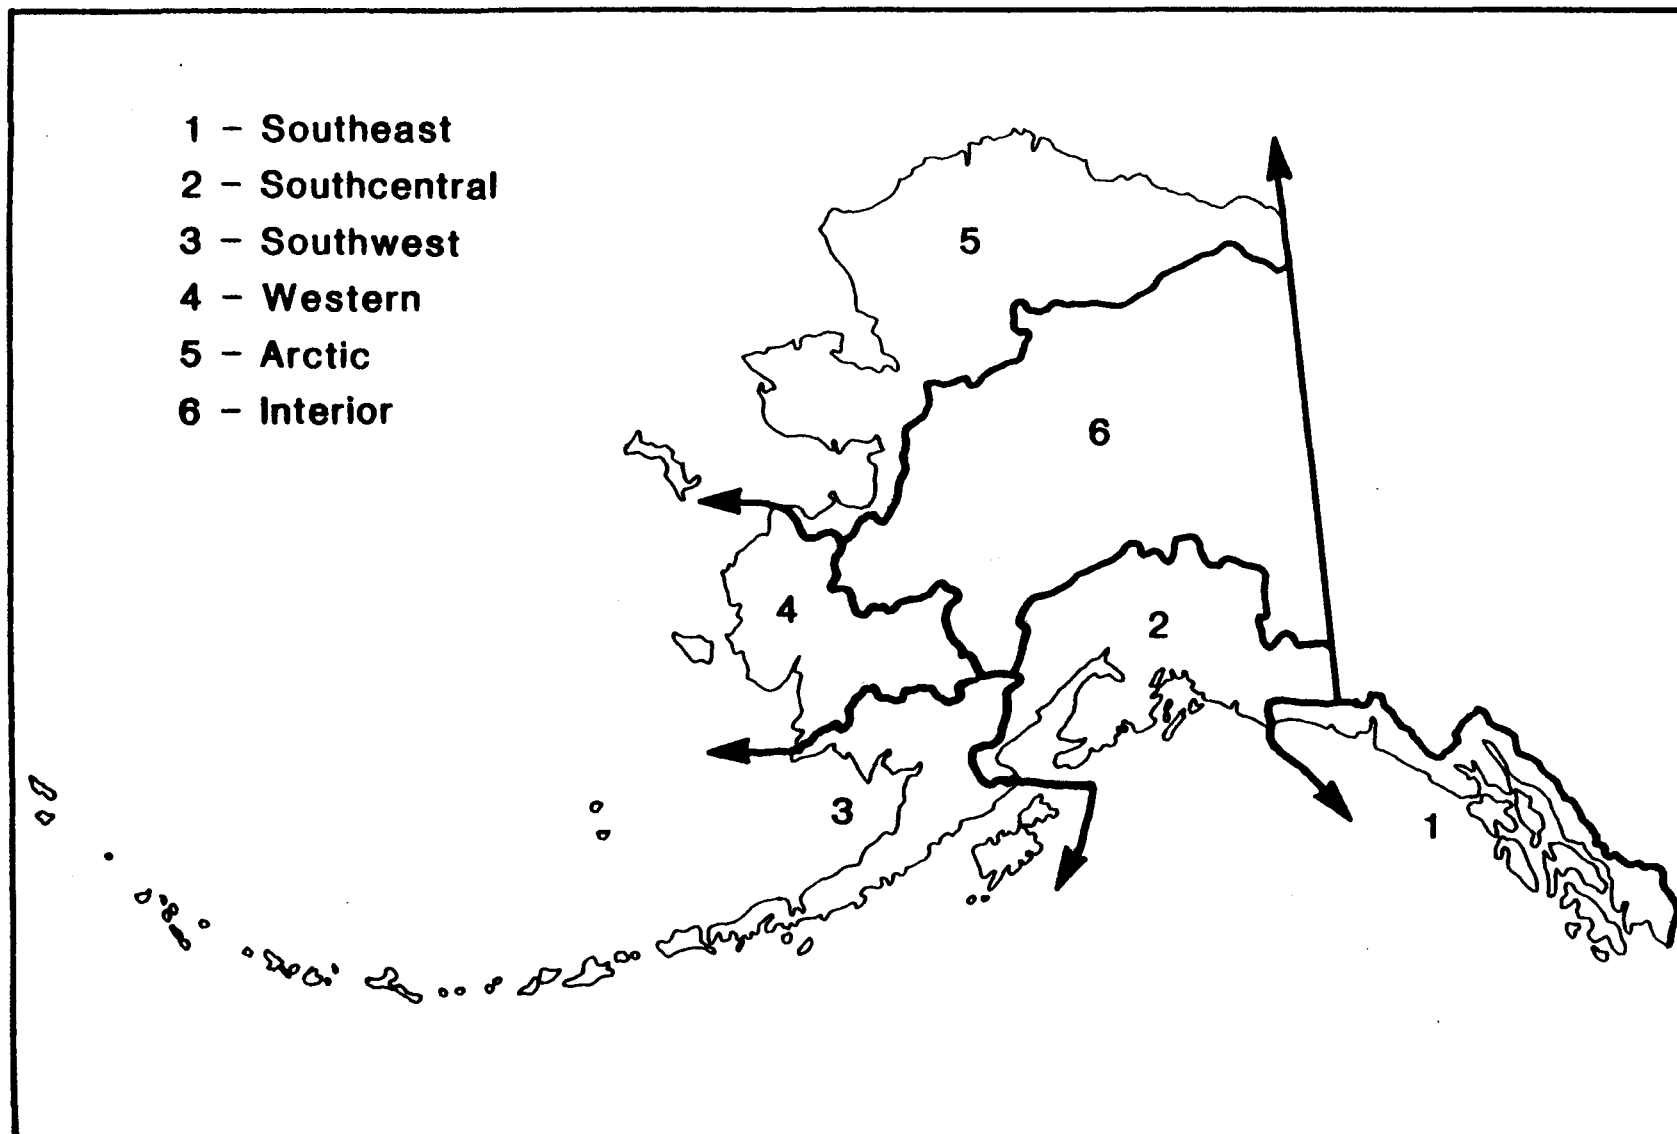 1 - Southeast
2 - Southcentral
3 - Southwest
4 - Western
5 - Arctic
6 - Interior
5
6
4
2
3
1